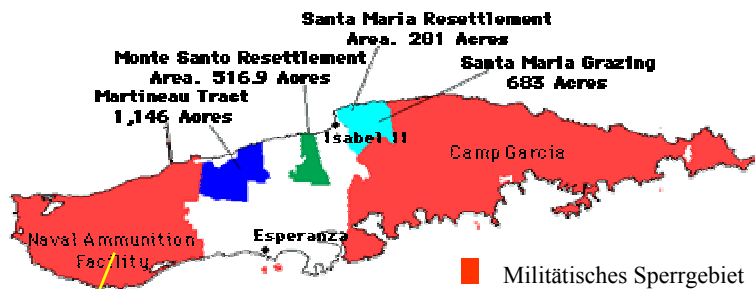 Santa Maria Resettlement
Area. 201 Acres
Monte Santo Resettlement
Area. 516.9 Acres
Santa Maria Grazing
683 Acres
Martineau Tract
1,146 Acres
Isabel II
Camp Garcia
Naval Ammunition
Facility
Esperanza
Militätisches Sperrgebiet